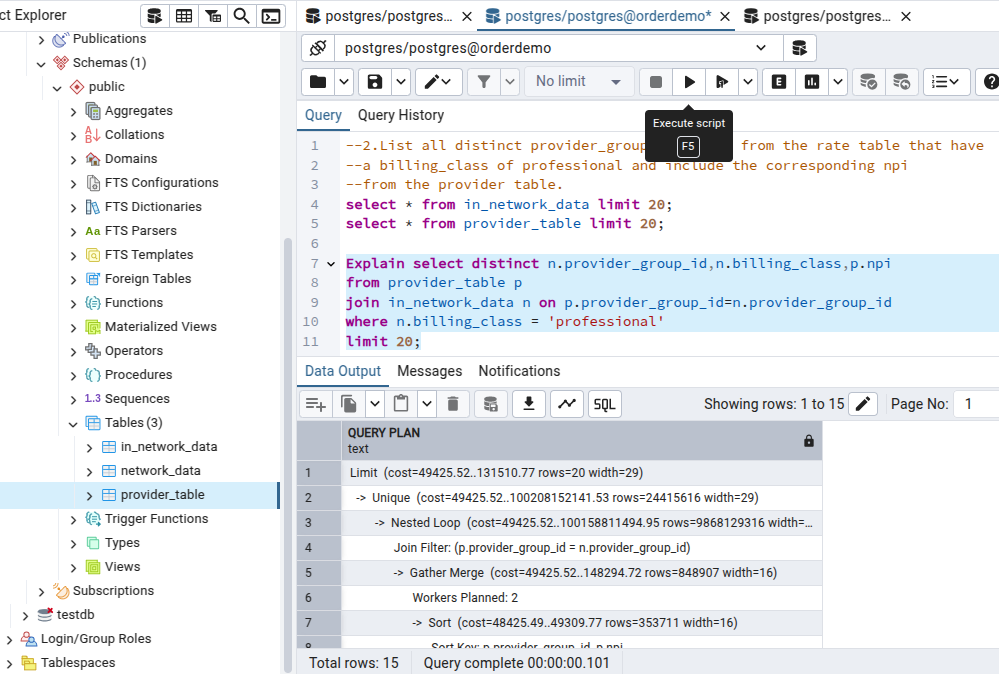 ct Explorer
Publications
Schemas (1)
public
Aggregates
Collations
Domains
FTS Configurations
FTS Dictionaries
Aa FTS Parsers
FTS Templates
Foreign Tables
Functions
Materialized Views
Operators
Procedures
1..3 Sequences
Tables (3)
in_network_data
network_data
provider_table
Trigger Functions
Types
Views
Subscriptions
testdb
Login/Group Roles
Tablespaces
postgres/postgres...
postgres/postgres@orderdemo*
postgres/postgres...
postgres/postgres@orderdemo
No limit
E
Query
Query History
Execute script
F5
1 --2.List all distinct provider_group from the rate table that have
2 --a billing_class of professional and include the corresponding npi
3 --from the provider table.
4 select * from in_network_data limit 20;
5 select * from provider_table limit 20;
6
7 Explain select distinct n.provider_group_id,n.billing_class,p.npi
8 from provider_table p
9 join in_network_data n on p.provider_group_id=n.provider_group_id
10 where n.billing_class = 'professional'
11 limit 20;
Data Output
Messages
Notifications
SQL
Showing rows: 1 to 15
Page No:
1
QUERY PLAN
text
1 Limit (cost=49425.52..131510.77 rows=20 width=29)
2 -> Unique (cost=49425.52..100208152141.53 rows=24415616 width=29)
3 -> Nested Loop (cost=49425.52..100158811494.95 rows=9868129316 width=...
4 Join Filter: (p.provider_group_id = n.provider_group_id)
5 -> Gather Merge (cost=49425.52..148294.72 rows=848907 width=16)
6 Workers Planned: 2
7 -> Sort (cost=48425.49..49309.77 rows=353711 width=16)
8 Sort Key: p.provider_group_id, p.npi
Total rows: 15
Query complete 00:00:00.101